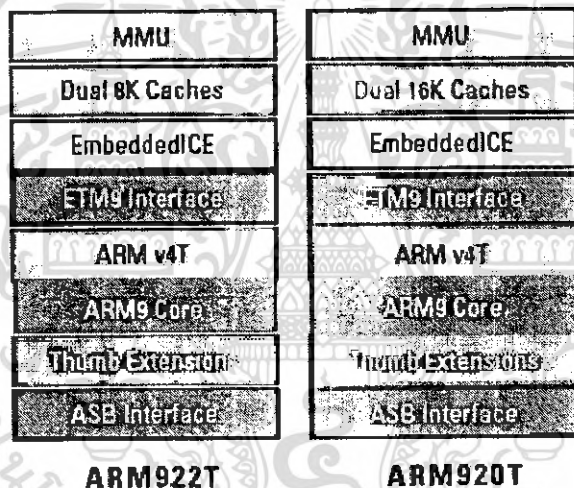 MMU
Dual 8K Caches
EmbeddedICE
ETM9 Interface
ARM v4T
ARM9 Core
Thumb Extension
ASB Interface
ARM922T
MMU
Dual 16K Caches
EmbeddedICE
ETM9 Interface
ARM v4T
ARM9 Core
Thumb Extensions
ASB Interface
ARM920T